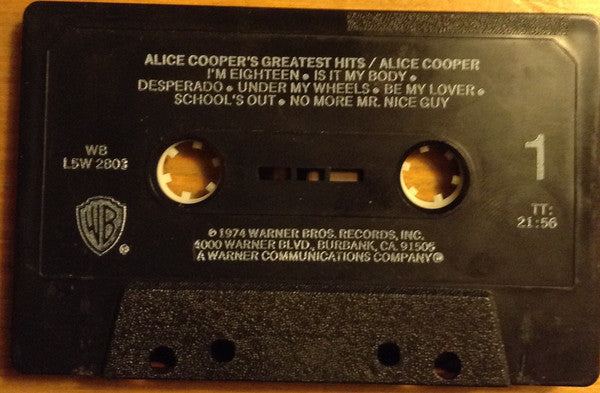 ALICE COOPER'S GREATEST HITS / ALICE COOPER
I'M EIGHTEEN • IS IT MY BODY •
DESPERADO • UNDER MY WHEELS • BE MY LOVER •
SCHOOL'S OUT • NO MORE MR. NICE GUY
WB
L5W 2803
1
TT:
21:56
WB ®
℗ 1974 WARNER BROS. RECORDS, INC.
4000 WARNER BLVD., BURBANK, CA. 91505
A WARNER COMMUNICATIONS COMPANY®